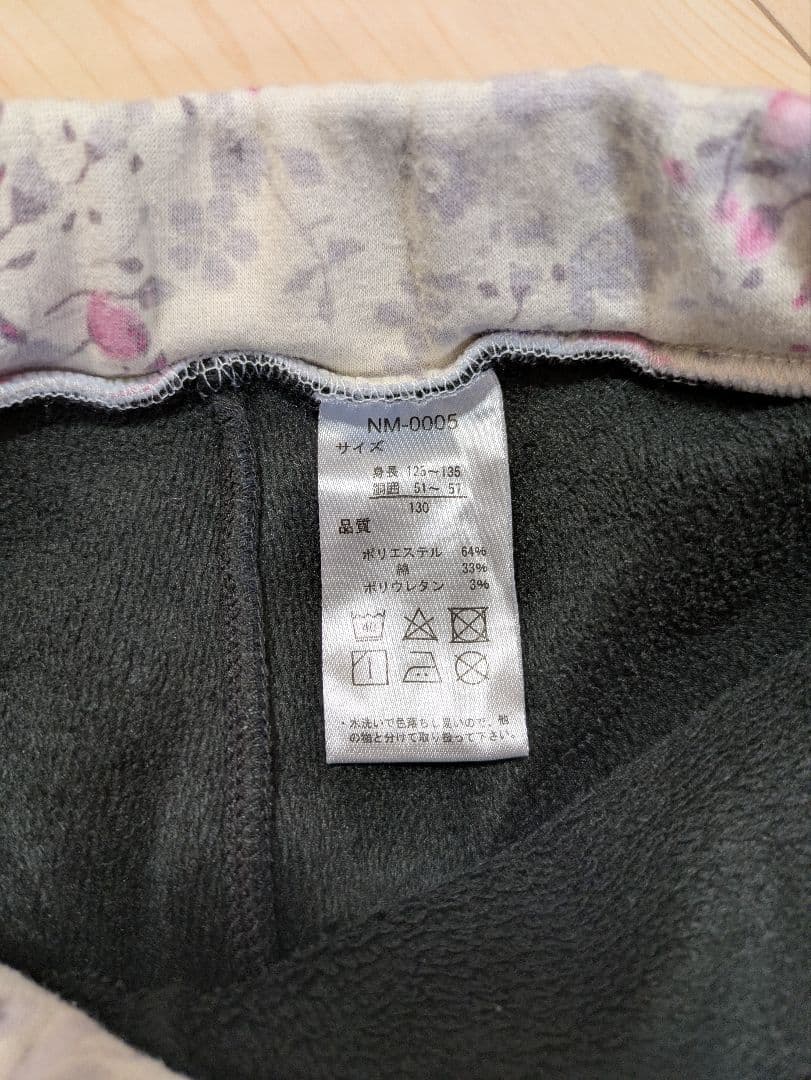 NM-0005
サイズ
身長 125～135
胴囲 51～ 57
130
品質
ポリエステル 64%
綿 33%
ポリウレタン 3%
40
・水洗いで色落ちし易いので、他
の物と分けて取り扱って下さい。